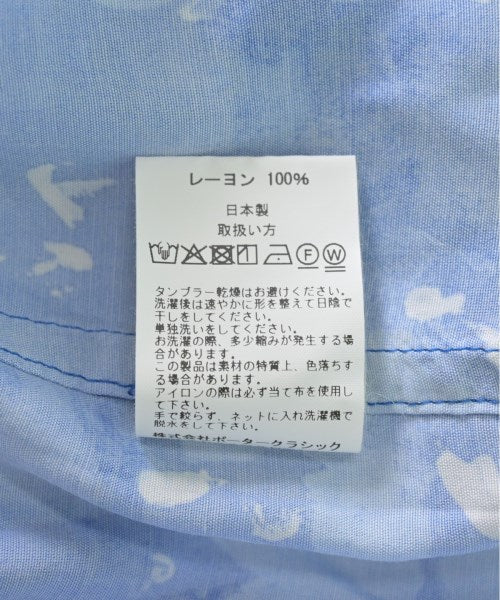 レーヨン 100%
日本製
取扱い方
タンブラー乾燥はお避けください。
洗濯後は速やかに形を整えて日陰で
干しをしてください。
単独洗いをしてください。
お洗濯の際、多少縮みが発生する場
合があります。
この製品は素材の特質上、色落ちす
る場合があります。
アイロンの際は必ず当て布を使用し
て下さい。
手で絞らず、ネットに入れ洗濯機で
脱水をして下さい。
株式会社ポータークラシック